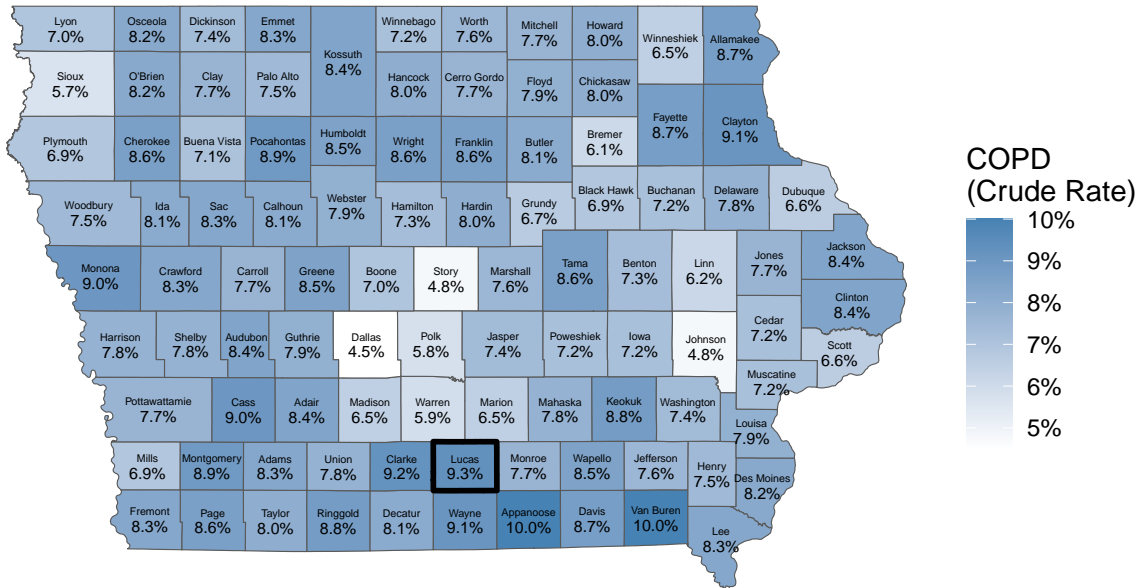 Lyon
7.0%
Osceola
8.2%
Dickinson
7.4%
Emmet
8.3%
Kossuth
8.4%
Winnebago
7.2%
Worth
7.6%
Mitchell
7.7%
Howard
8.0%
Winneshiek
6.5%
Allamakee
8.7%
Sioux
5.7%
O'Brien
8.2%
Clay
7.7%
Palo Alto
7.5%
Hancock
8.0%
Cerro Gordo
7.7%
Floyd
7.9%
Chickasaw
8.0%
Fayette
8.7%
Clayton
9.1%
Plymouth
6.9%
Cherokee
8.6%
Buena Vista
7.1%
Pocahontas
8.9%
Humboldt
8.5%
Wright
8.6%
Franklin
8.6%
Butler
8.1%
Bremer
6.1%
Woodbury
7.5%
Ida
8.1%
Sac
8.3%
Calhoun
8.1%
Webster
7.9%
Hamilton
7.3%
Hardin
8.0%
Grundy
6.7%
Black Hawk
6.9%
Buchanan
7.2%
Delaware
7.8%
Dubuque
6.6%
Monona
9.0%
Crawford
8.3%
Carroll
7.7%
Greene
8.5%
Boone
7.0%
Story
4.8%
Marshall
7.6%
Tama
8.6%
Benton
7.3%
Linn
6.2%
Jones
7.7%
Jackson
8.4%
Clinton
8.4%
Harrison
7.8%
Shelby
7.8%
Audubon
8.4%
Guthrie
7.9%
Dallas
4.5%
Polk
5.8%
Jasper
7.4%
Poweshiek
7.2%
Iowa
7.2%
Johnson
4.8%
Cedar
7.2%
Scott
6.6%
Muscatine
7.2%
Pottawattamie
7.7%
Cass
9.0%
Adair
8.4%
Madison
6.5%
Warren
5.9%
Marion
6.5%
Mahaska
7.8%
Keokuk
8.8%
Washington
7.4%
Louisa
7.9%
Mills
6.9%
Montgomery
8.9%
Adams
8.3%
Union
7.8%
Clarke
9.2%
Lucas
9.3%
Monroe
7.7%
Wapello
8.5%
Jefferson
7.6%
Henry
7.5%
Des Moines
8.2%
Fremont
8.3%
Page
8.6%
Taylor
8.0%
Ringgold
8.8%
Decatur
8.1%
Wayne
9.1%
Appanoose
10.0%
Davis
8.7%
Van Buren
10.0%
Lee
8.3%
COPD
(Crude Rate)
10%
9%
8%
7%
6%
5%